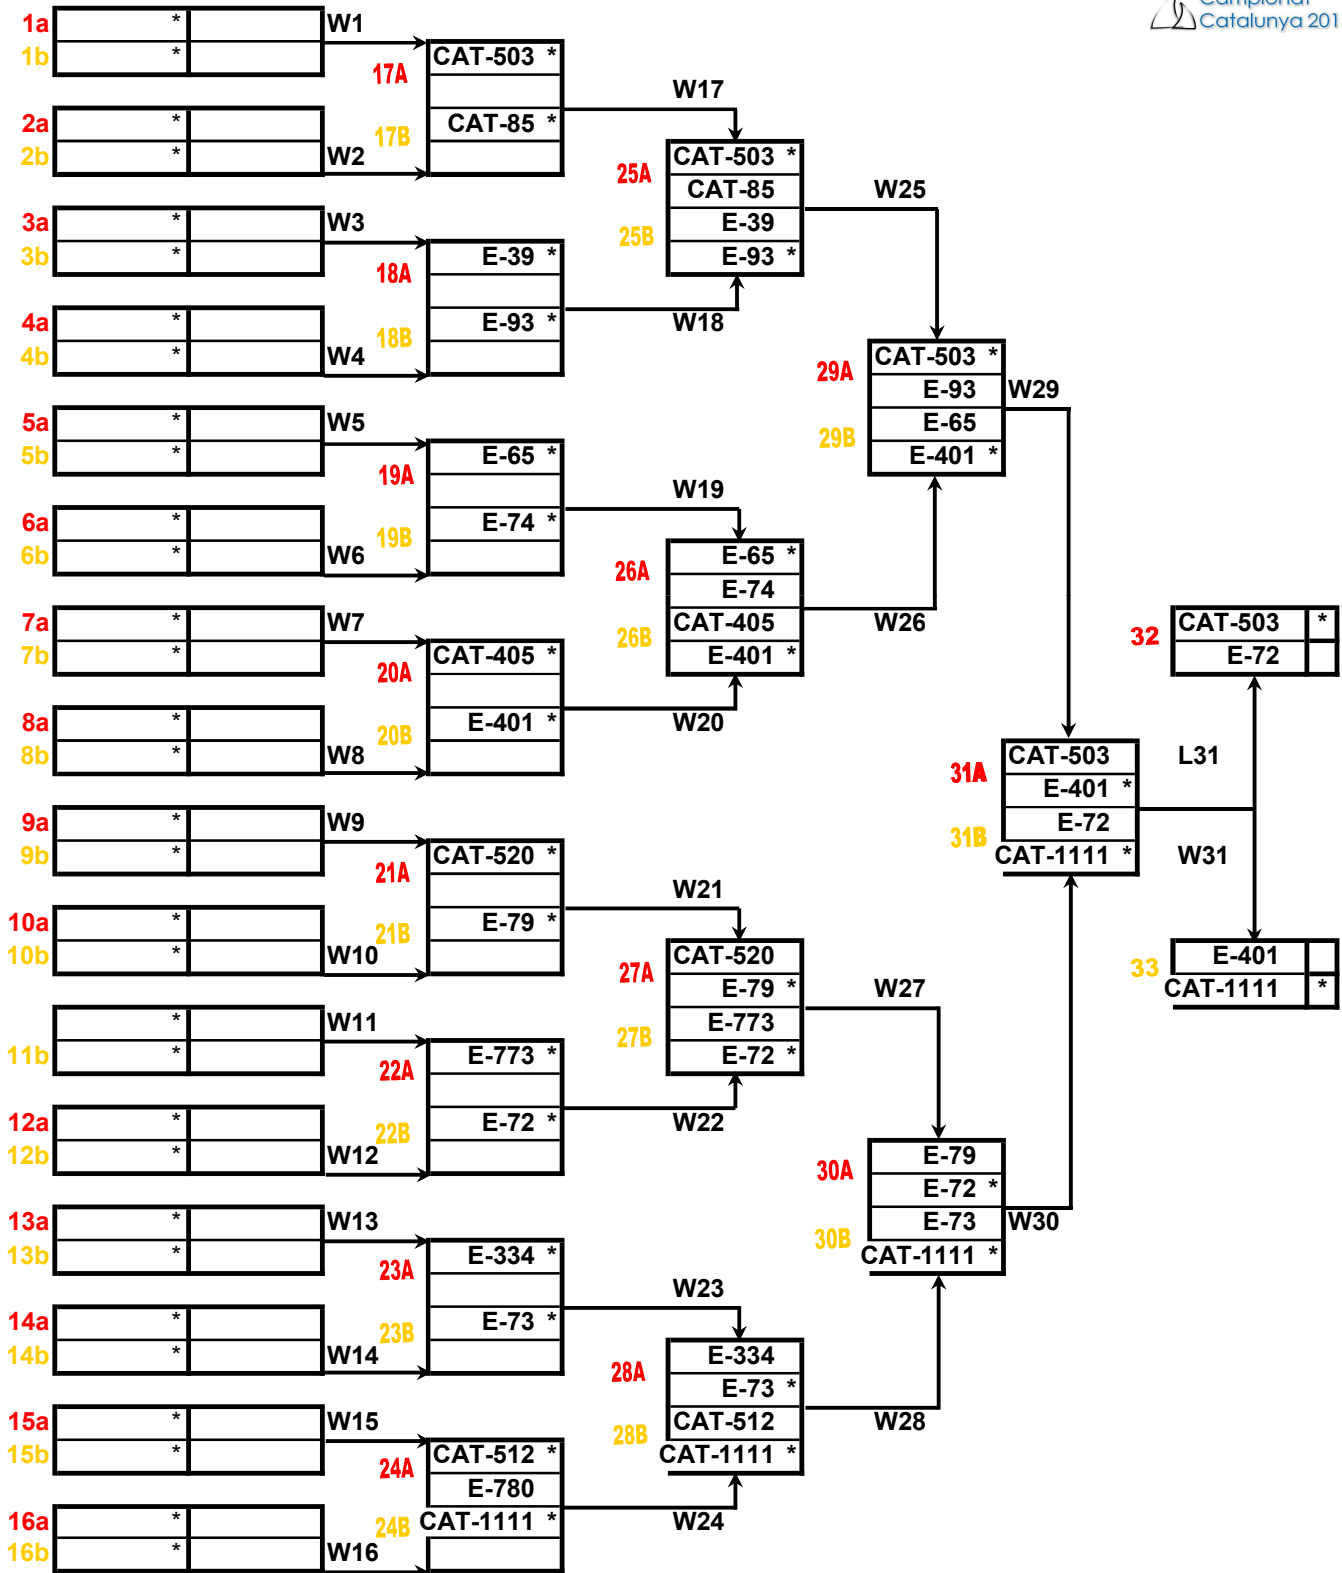 Campionat
Catalunya 201
1a * W1
1b *
17A CAT-503 *
17B CAT-85 *
2a *
2b * W2
W17
25A CAT-503 *
CAT-85
25B E-39
E-93 *
W25
3a * W3
3b *
18A E-39 *
18B E-93 *
4a *
4b * W4
W18
29A CAT-503 *
E-93
29B E-65
E-401 *
W29
5a * W5
5b *
19A E-65 *
19B E-74 *
6a *
6b * W6
W19
26A E-65 *
E-74
26B CAT-405
E-401 *
W26
7a * W7
7b *
20A CAT-405 *
20B E-401 *
8a *
8b * W8
W20
32 CAT-503 *
E-72
31A CAT-503
E-401 *
31B E-72
CAT-1111 *
L31
W31
33 E-401
CAT-1111 *
9a * W9
9b *
21A CAT-520 *
21B E-79 *
10a *
10b * W10
W21
27A CAT-520
E-79 *
27B E-773
E-72 *
W27
* W11
11b *
22A E-773 *
22B E-72 *
12a *
12b * W12
W22
30A E-79
E-72 *
30B E-73
CAT-1111 *
W30
13a * W13
13b *
23A E-334 *
23B E-73 *
14a *
14b * W14
W23
28A E-334
E-73 *
28B CAT-512
CAT-1111 *
W28
15a * W15
15b *
24A CAT-512 *
E-780
24B CAT-1111 *
16a *
16b * W16
W24